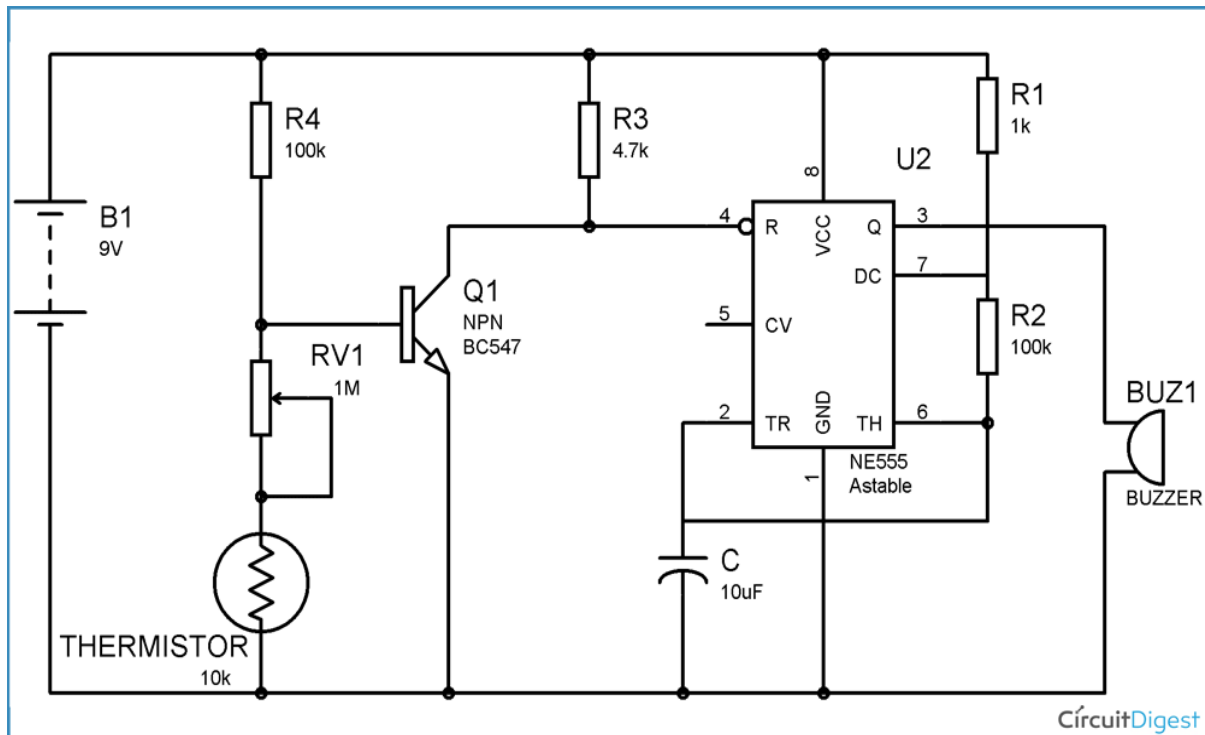 R4
100k
R3
4.7k
R1
1k
U2
8
B1
9V
4
R
VCC
Q
3
DC
7
Q1
NPN
BC547
5
CV
R2
100k
RV1
1M
2
TR
GND
TH
6
BUZ1
NE555
Astable
1
BUZZER
C
10uF
THERMISTOR
10k
CircuitDigest